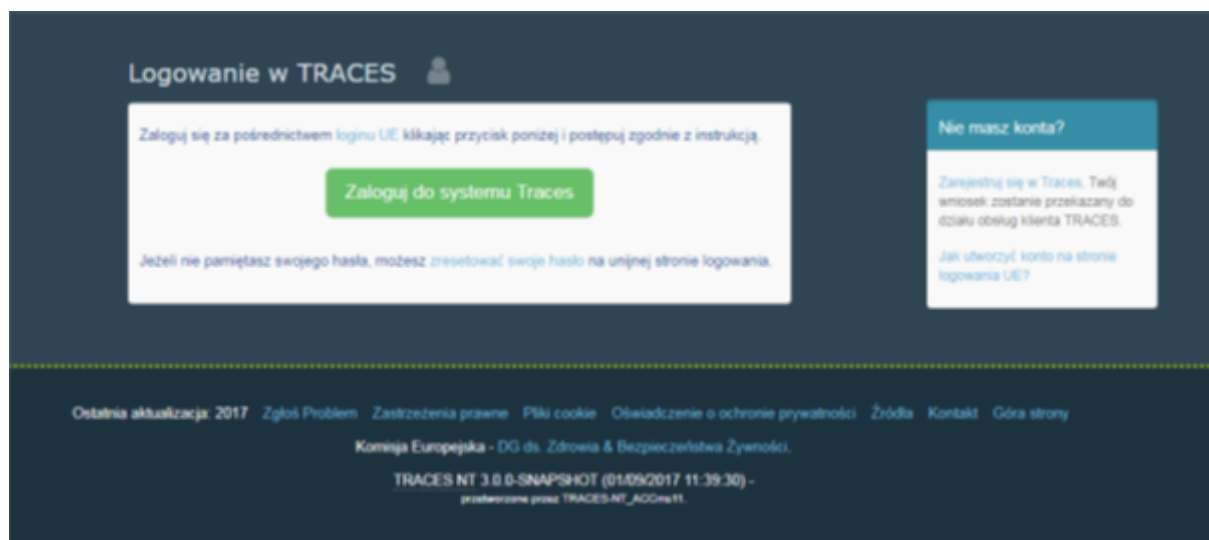 Logowanie w TRACES
Zaloguj się za pośrednictwem loginu UE klikając przycisk poniżej i postępuj zgodnie z instrukcją.
Zaloguj do systemu Traces
Jeżeli nie pamiętasz swojego hasła, możesz zresetować swoje hasło na unijnej stronie logowania.
Nie masz konta?
Zarejestruj się w Traces. Twój
wniosek zostanie przekazany do
działu obsług klienta TRACES.
Jak utworzyć konto na stronie
logowania UE?
Ostatnia aktualizacja: 2017 Zgłoś Problem Zastrzeżenia prawne Pliki cookie Oświadczenie o ochronie prywatności Źródła Kontakt Góra strony
Komisja Europejska - DG ds. Zdrowia & Bezpieczeństwa Żywności.
TRACES NT 3.0.0-SNAPSHOT (01/09/2017 11:39:30) -
przetworzone przez TRACES-NT_ACCms11.